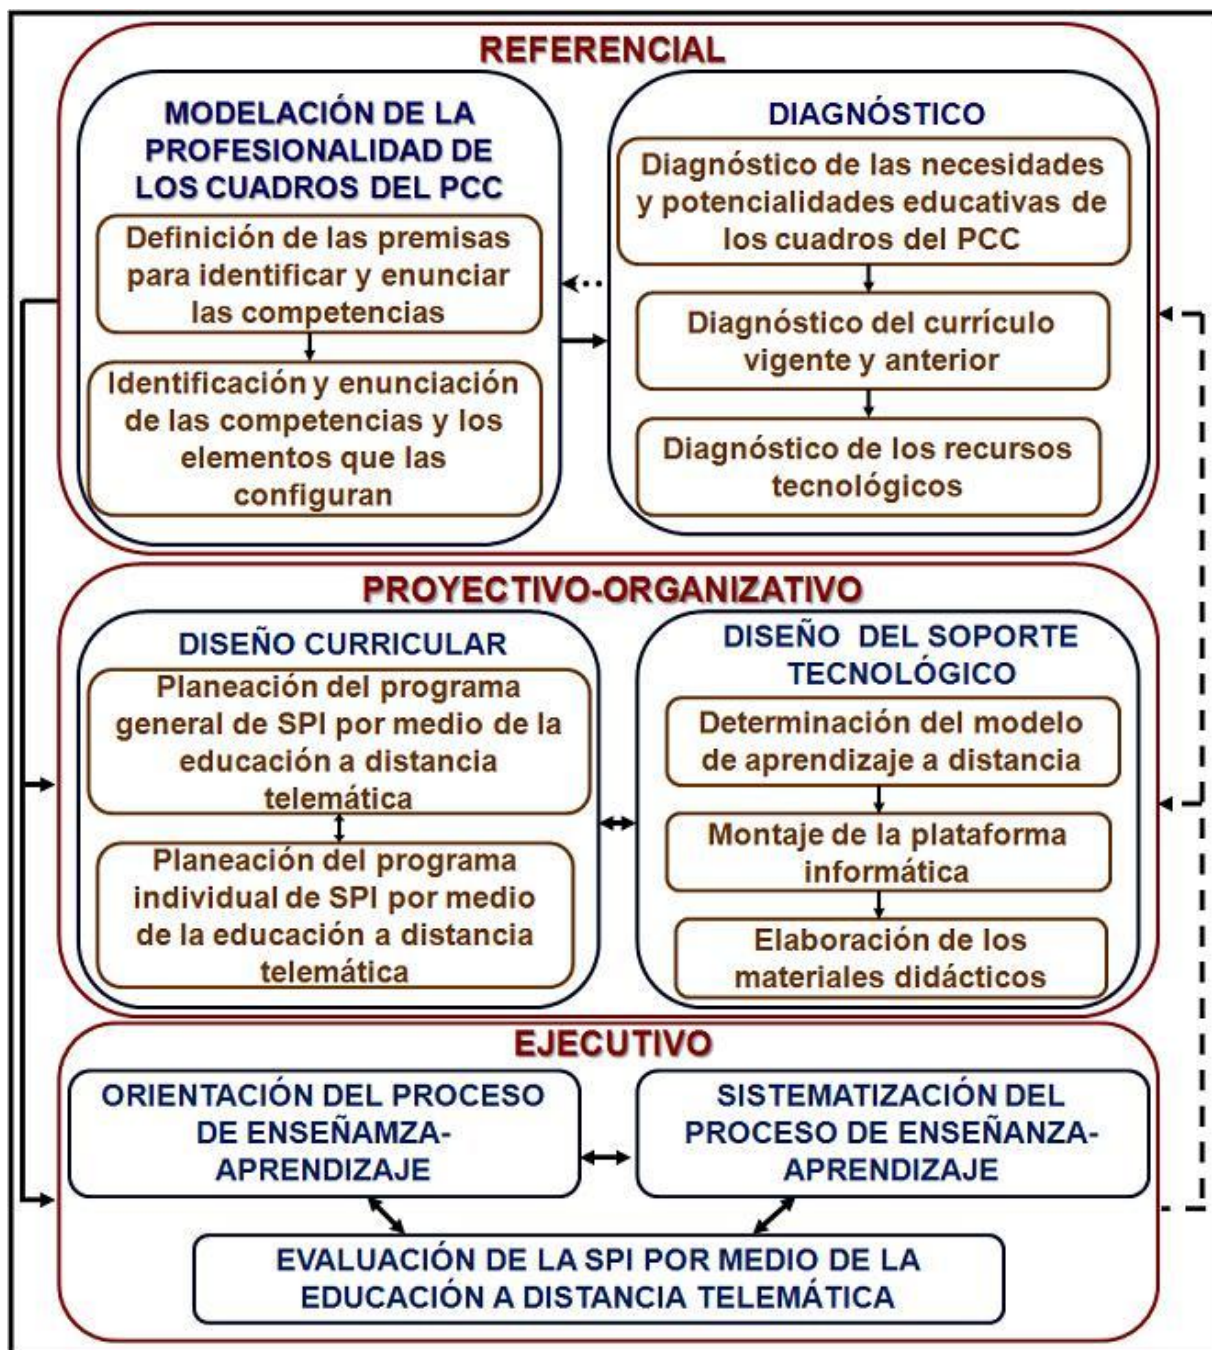 REFERENCIAL
MODELACIÓN DE LA
PROFESIONALIDAD DE
LOS CUADROS DEL PCC
Definición de las premisas
para identificar y enunciar
las competencias
Identificación y enunciación
de las competencias y los
elementos que las
configuran
DIAGNÓSTICO
Diagnóstico de las necesidades
y potencialidades educativas de
los cuadros del PCC
Diagnóstico del currículo
vigente y anterior
Diagnóstico de los recursos
tecnológicos
PROYECTIVO-ORGANIZATIVO
DISEÑO CURRICULAR
Planeación del programa
general de SPI por medio de la
educación a distancia
telemática
Planeación del programa
individual de SPI por medio
de la educación a distancia
telemática
DISEÑO DEL SOPORTE
TECNOLÓGICO
Determinación del modelo
de aprendizaje a distancia
Montaje de la plataforma
informática
Elaboración de los
materiales didácticos
EJECUTIVO
ORIENTACIÓN DEL PROCESO
DE ENSEÑAMZA-
APRENDIZAJE
SISTEMATIZACIÓN DEL
PROCESO DE ENSEÑANZA-
APRENDIZAJE
EVALUACIÓN DE LA SPI POR MEDIO DE LA
EDUCACIÓN A DISTANCIA TELEMÁTICA